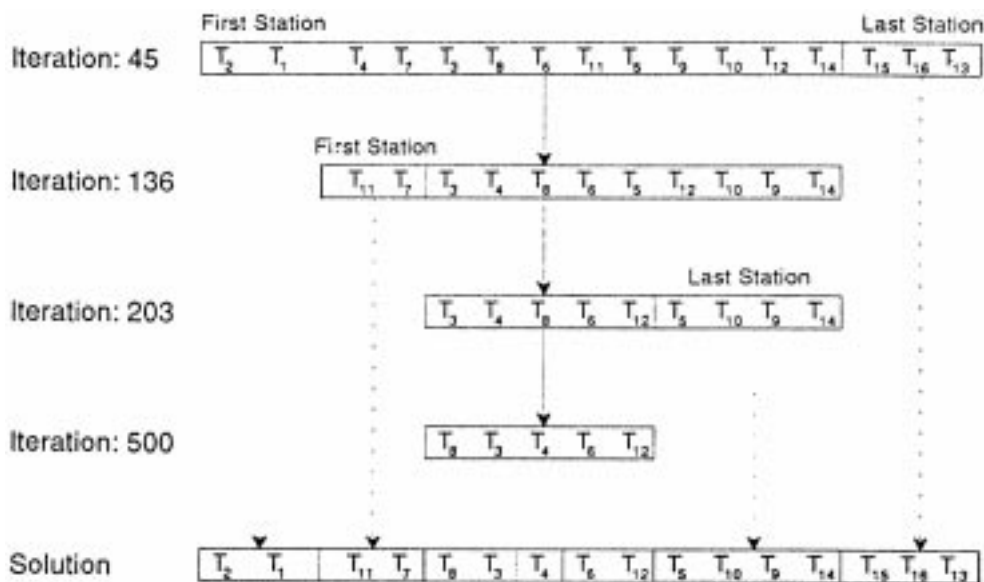 First Station Last Station
Iteration: 45 T₂ T₁ T₄ T₇ T₃ T₈ T₆ T₁₁ T₅ T₉ T₁₀ T₁₂ T₁₄ T₁₅ T₁₆ T₁₃
First Station
Iteration: 136 T₁₁ T₇ T₃ T₄ T₈ T₆ T₅ T₁₂ T₁₀ T₉ T₁₄
Last Station
Iteration: 203 T₃ T₄ T₈ T₆ T₁₂ T₅ T₁₀ T₉ T₁₄
Iteration: 500 T₈ T₃ T₄ T₆ T₁₂
Solution T₂ T₁ T₁₁ T₇ T₈ T₃ T₄ T₆ T₁₂ T₅ T₁₀ T₉ T₁₄ T₁₅ T₁₆ T₁₃